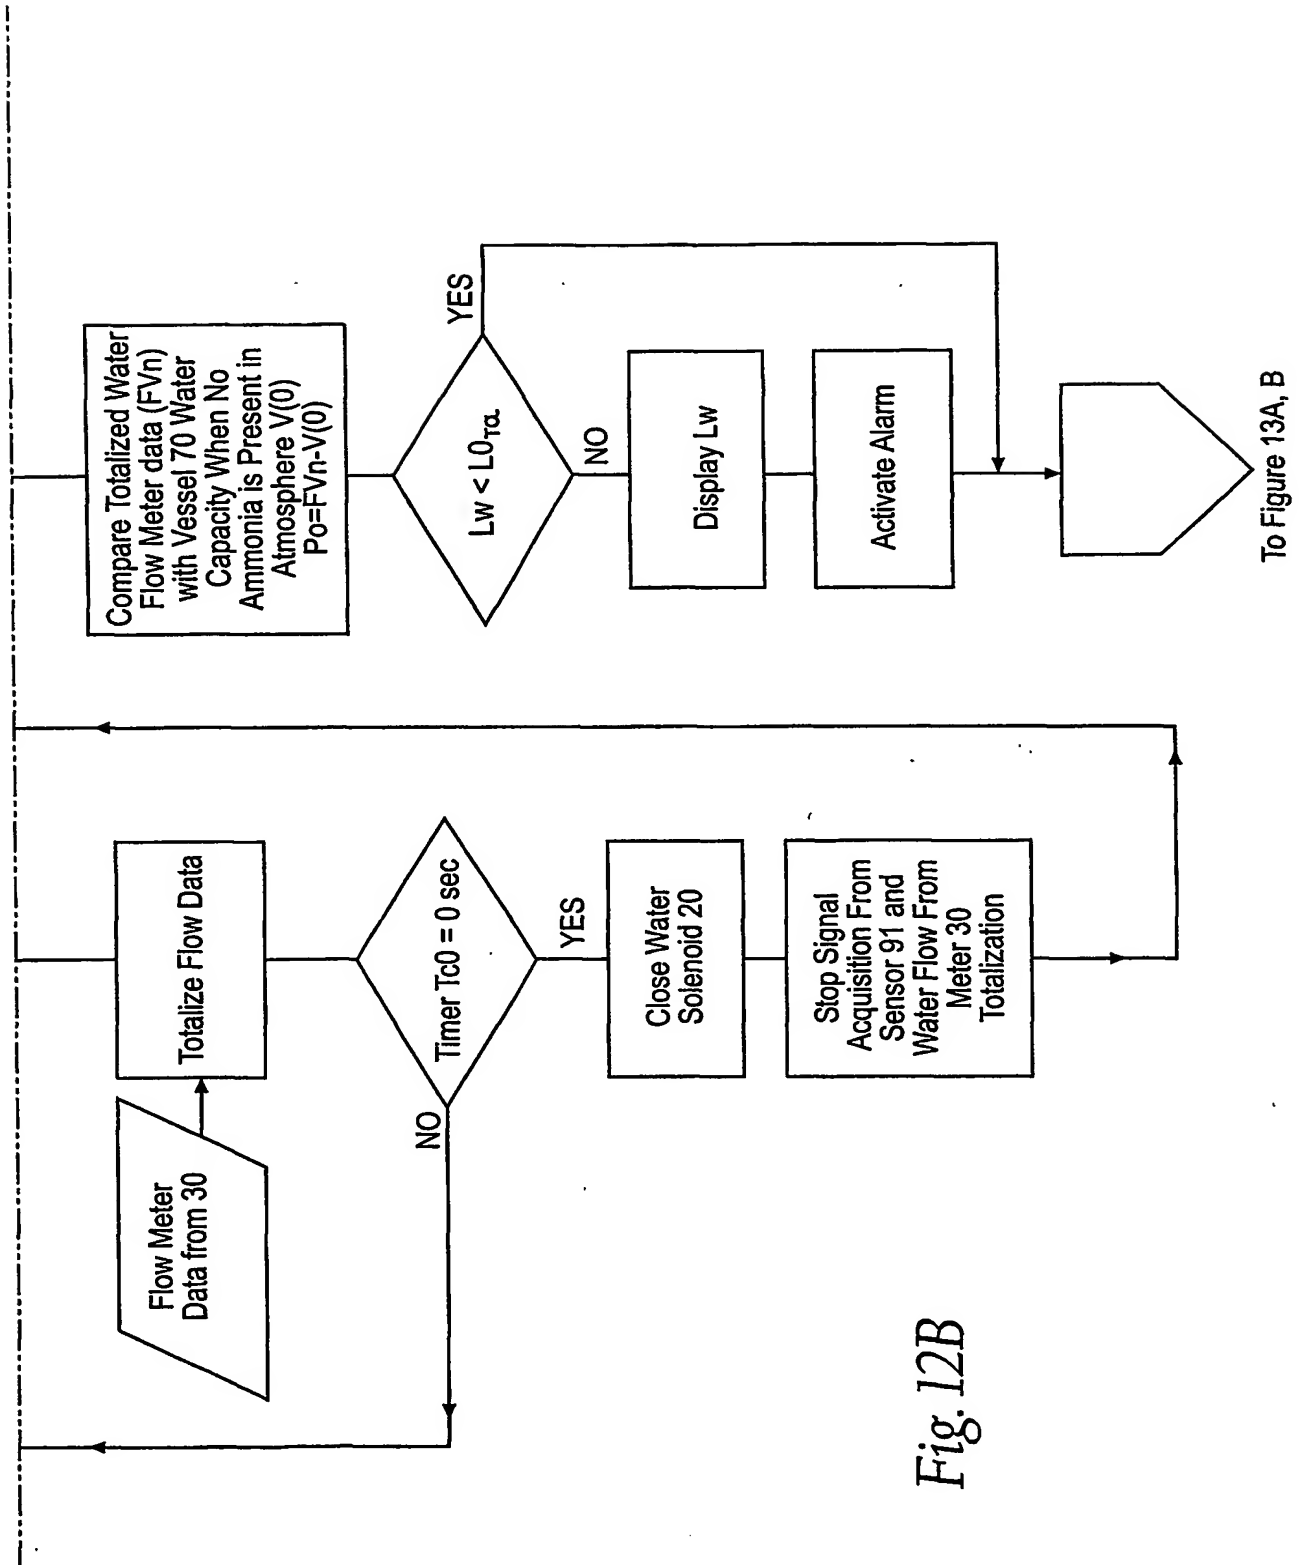 Flow Meter
Data from 30
Totalize Flow Data
Timer Tc0 = 0 sec
NO
YES
Close Water
Solenoid 20
Stop Signal
Acquisition From
Sensor 91 and
Water Flow From
Meter 30
Totalization
Compare Totalized Water
Flow Meter data (FVn)
with Vessel 70 Water
Capacity When No
Ammonia is Present in
Atmosphere V(0)
Po=FVn-V(0)
Lw < L0τα
YES
NO
Display Lw
Activate Alarm
To Figure 13A, B
Fig. 12B